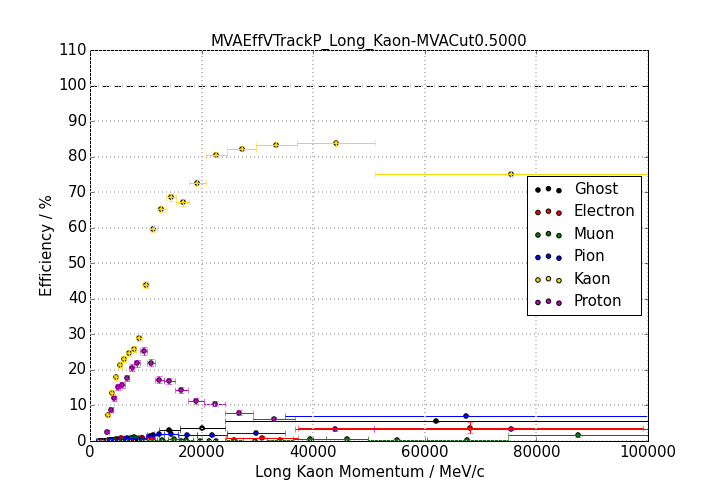 MVAEffVTrackP_Long_Kaon-MVACut0.5000
110
100
90
80
70
60
50
40
30
20
10
0
Efficiency / %
Ghost
Electron
Muon
Pion
Kaon
Proton
0 20000 40000 60000 80000 100000
Long Kaon Momentum / MeV/c